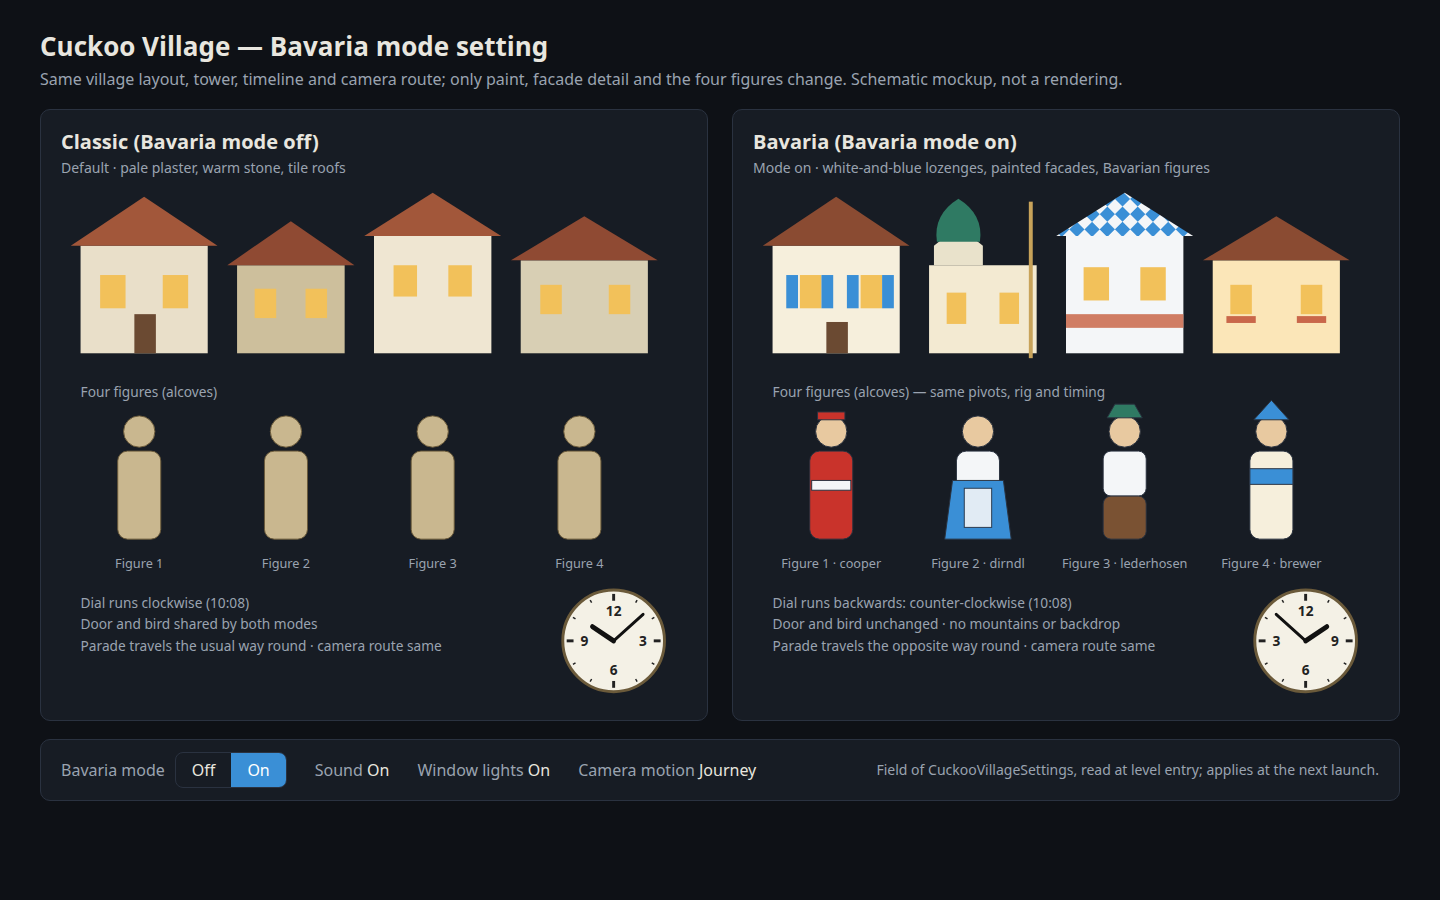 Cuckoo Village — Bavaria mode setting
Same village layout, tower, timeline and camera route; only paint, facade detail and the four figures change. Schematic mockup, not a rendering.
Classic (Bavaria mode off)
Default · pale plaster, warm stone, tile roofs
Four figures (alcoves)
Figure 1
Figure 2
Figure 3
Figure 4
Dial runs clockwise (10:08)
Door and bird shared by both modes
Parade travels the usual way round · camera route same
12
9
3
6
Bavaria (Bavaria mode on)
Mode on · white-and-blue lozenges, painted facades, Bavarian figures
Four figures (alcoves) — same pivots, rig and timing
Figure 1 · cooper
Figure 2 · dirndl
Figure 3 · lederhosen
Figure 4 · brewer
Dial runs backwards: counter-clockwise (10:08)
Door and bird unchanged · no mountains or backdrop
Parade travels the opposite way round · camera route same
12
3
9
6
Bavaria mode Off On Sound On Window lights On Camera motion Journey
Field of CuckooVillageSettings, read at level entry; applies at the next launch.